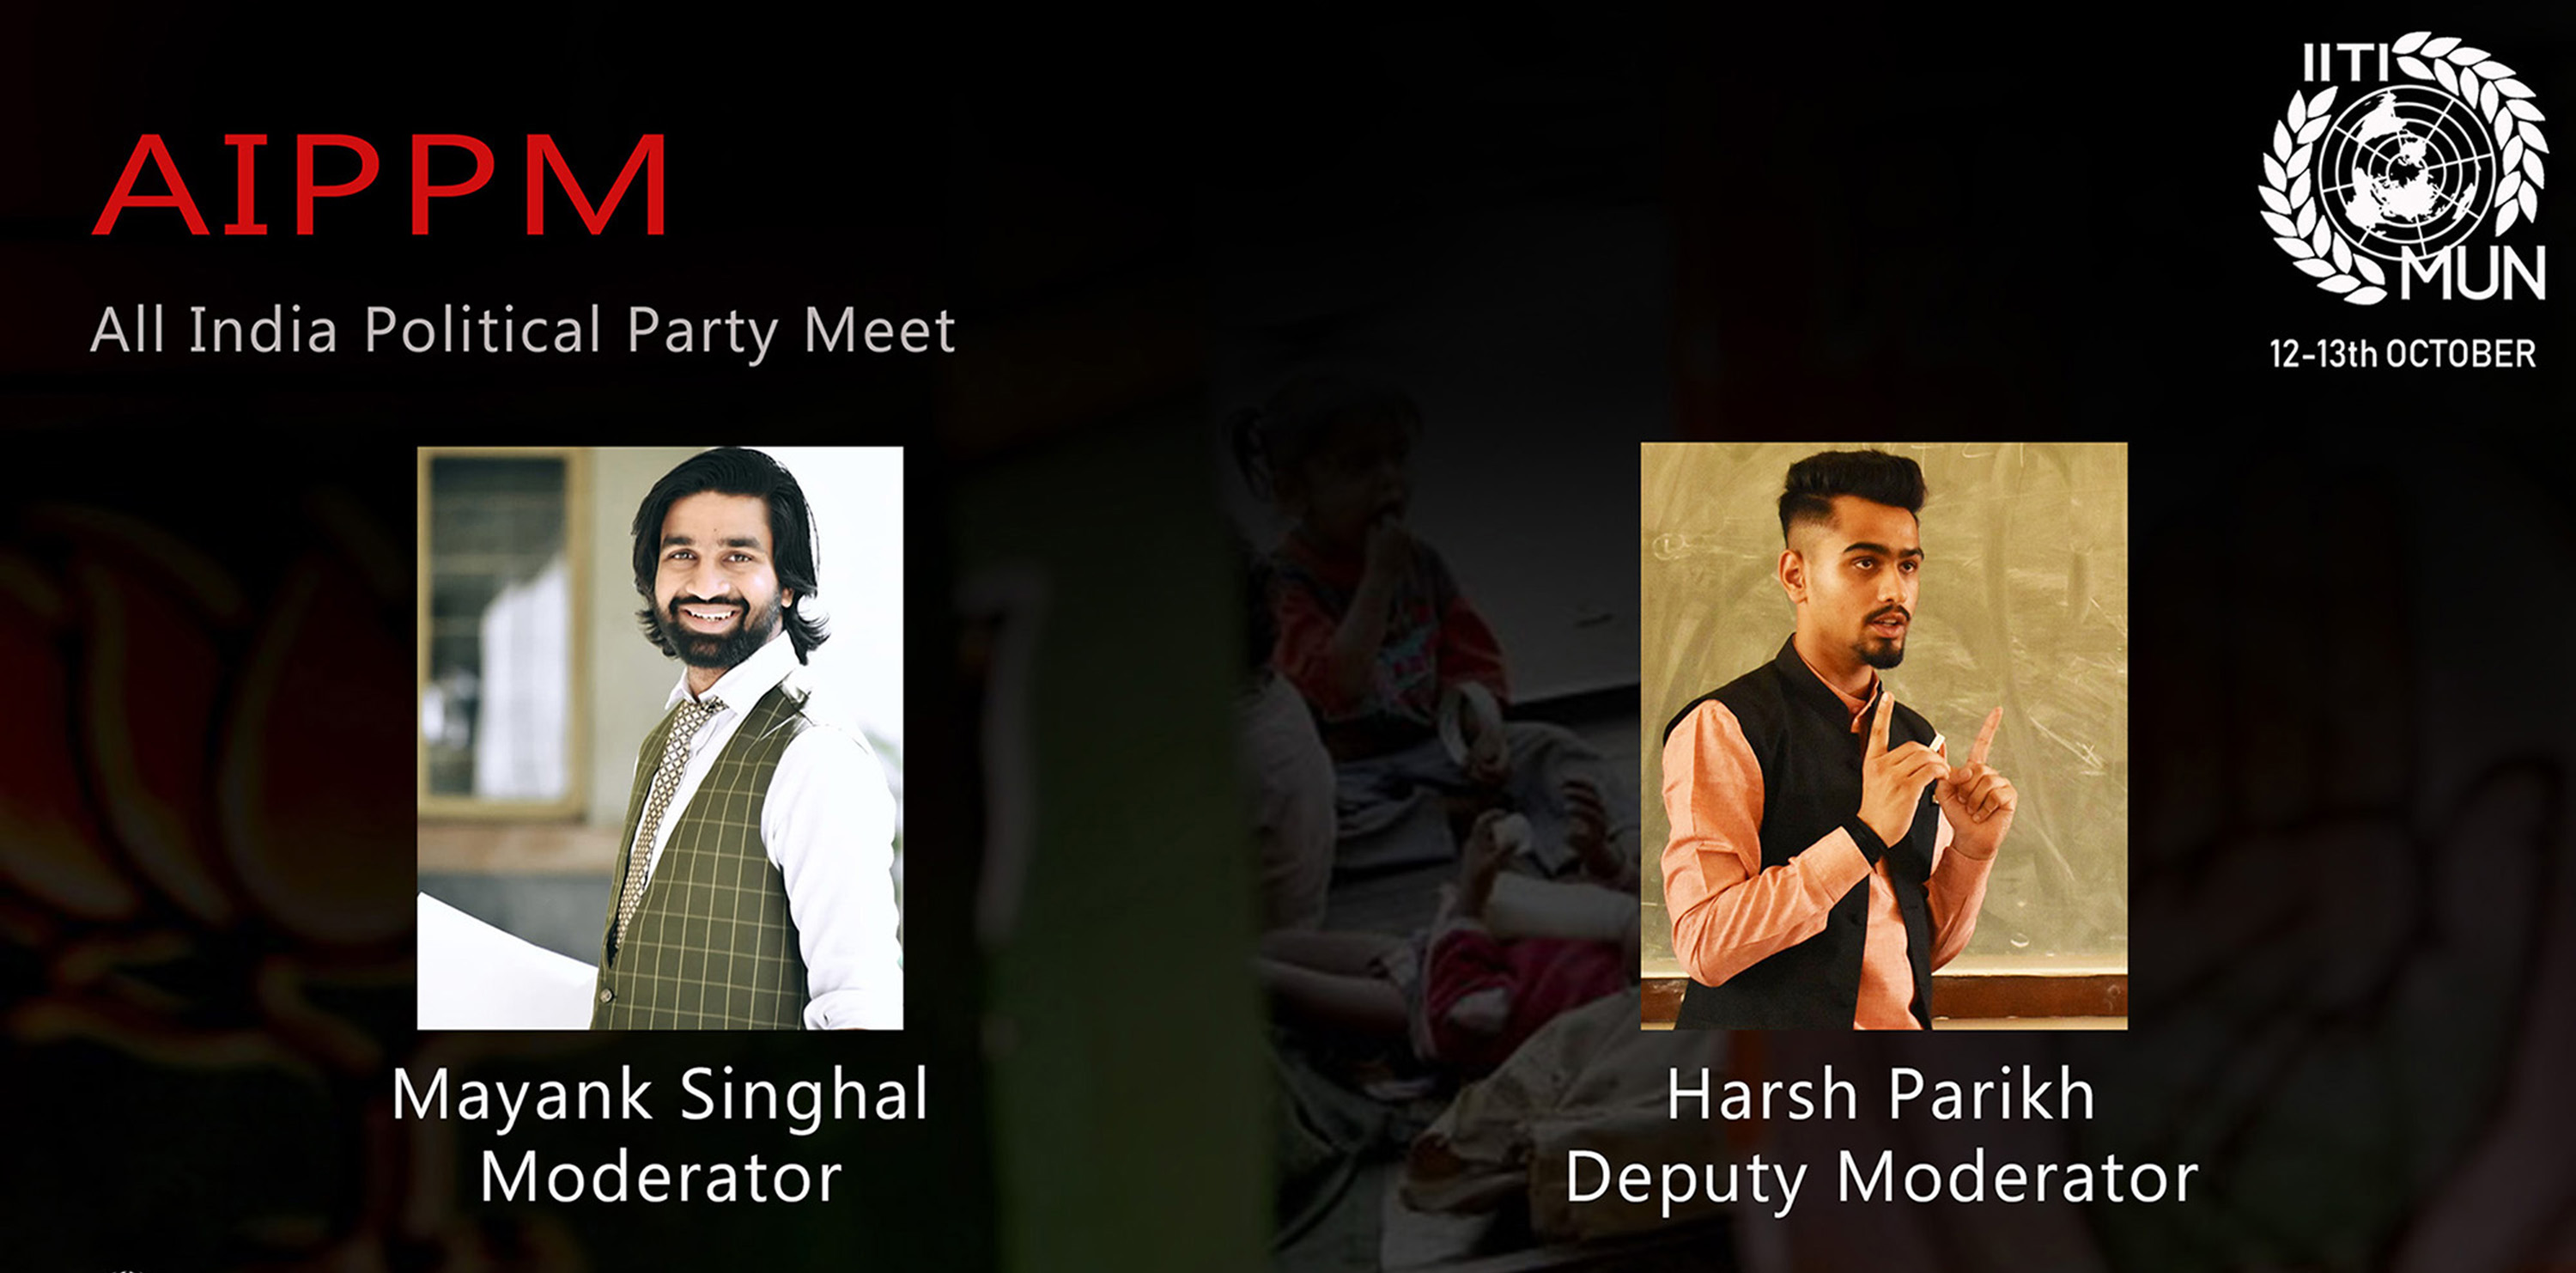 AIPPM
All India Political Party Meet
IITI
MUN
12-13th OCTOBER
Mayank Singhal
Moderator
Harsh Parikh
Deputy Moderator